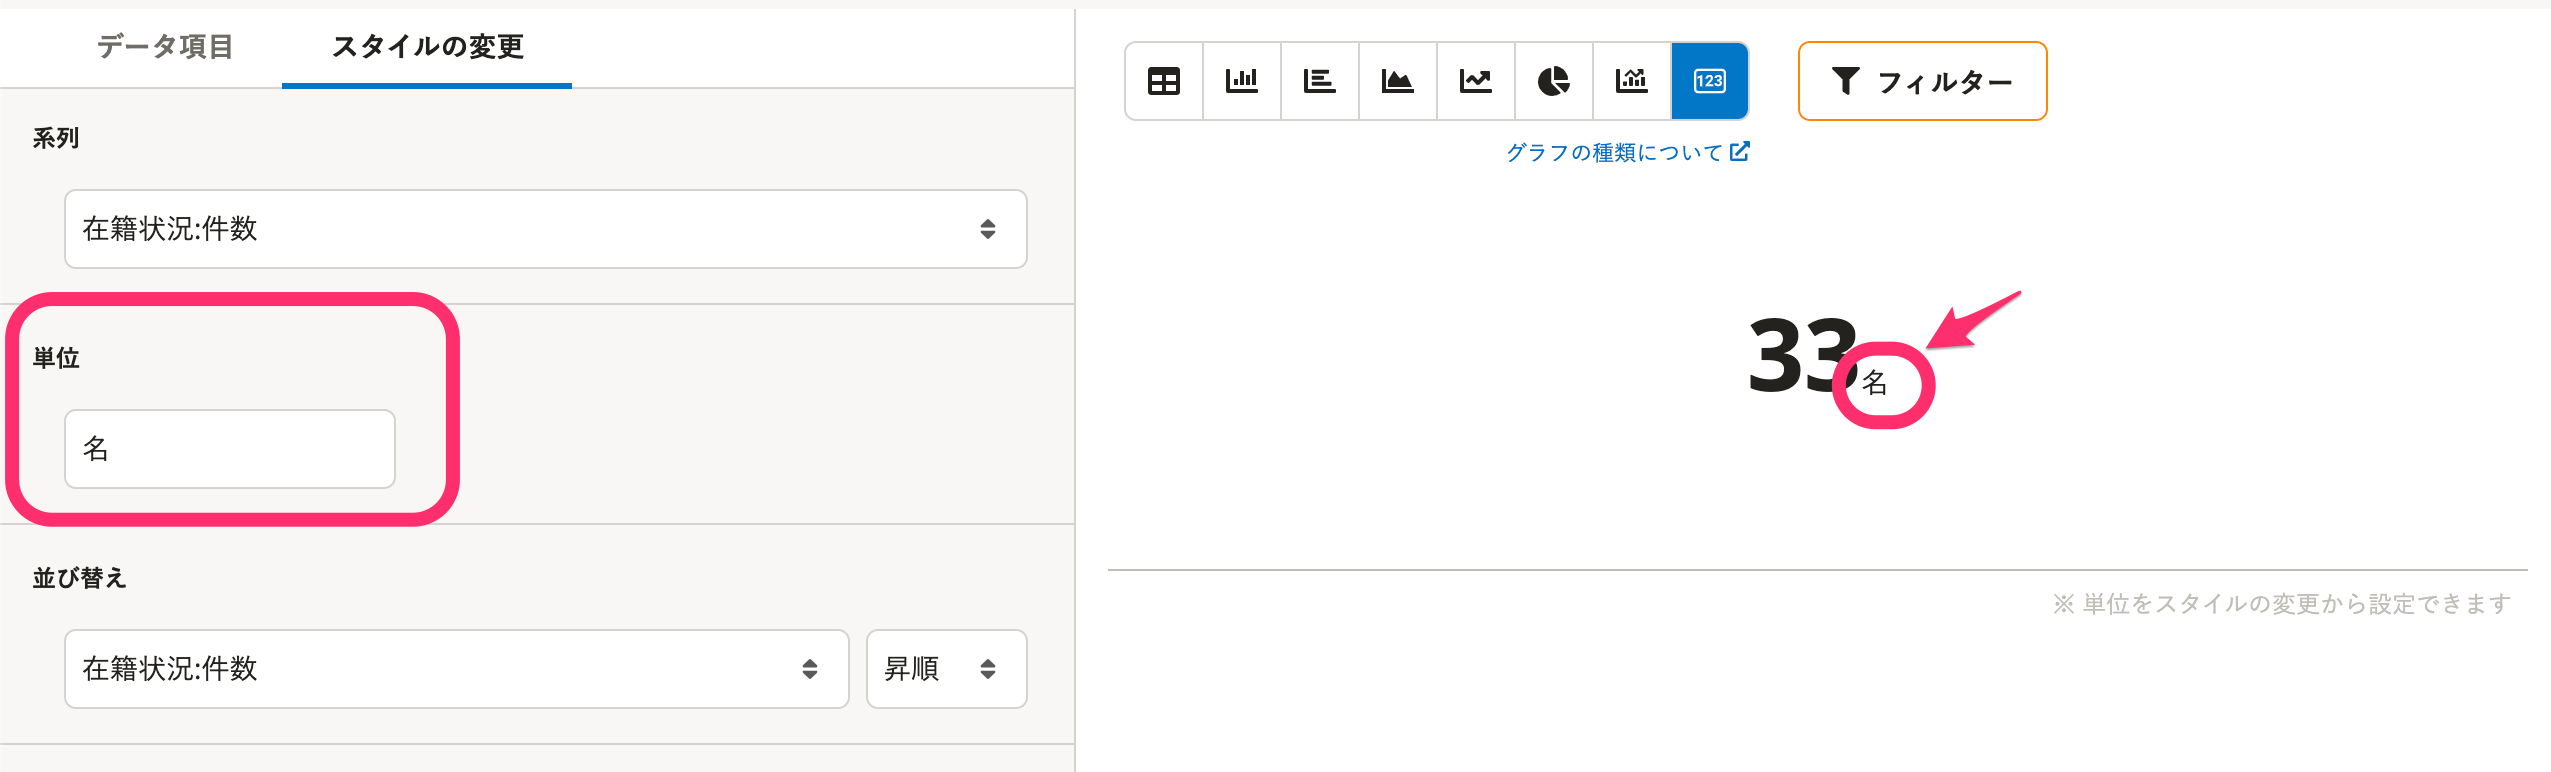 データ項目
スタイルの変更
系列
在籍状況:件数
単位
名
並び替え
在籍状況:件数
昇順
123
フィルター
グラフの種類について
33名
※ 単位をスタイルの変更から設定できます